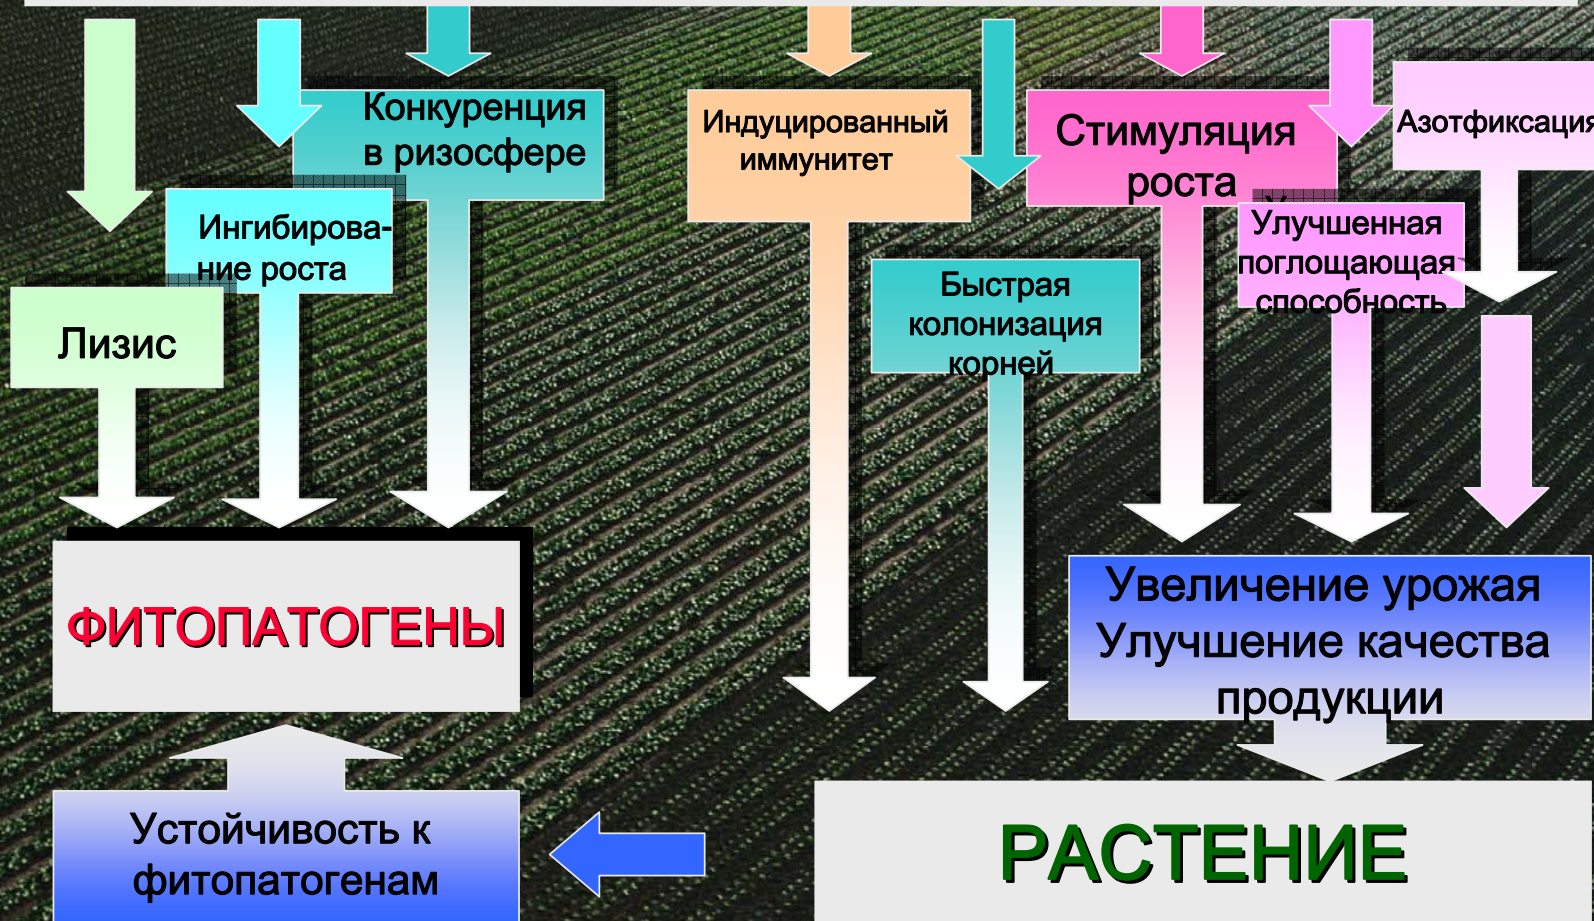 Конкуренция
в ризосфере
Индуцированный
иммунитет
Стимуляция
роста
Азотфиксация
Ингибирова-
ние роста
Улучшенная
поглощающая
способность
Быстрая
колонизация
корней
Лизис
ФИТОПАТОГЕНЫ
Увеличение урожая
Улучшение качества
продукции
Устойчивость к
фитопатогенам
РАСТЕНИЕ